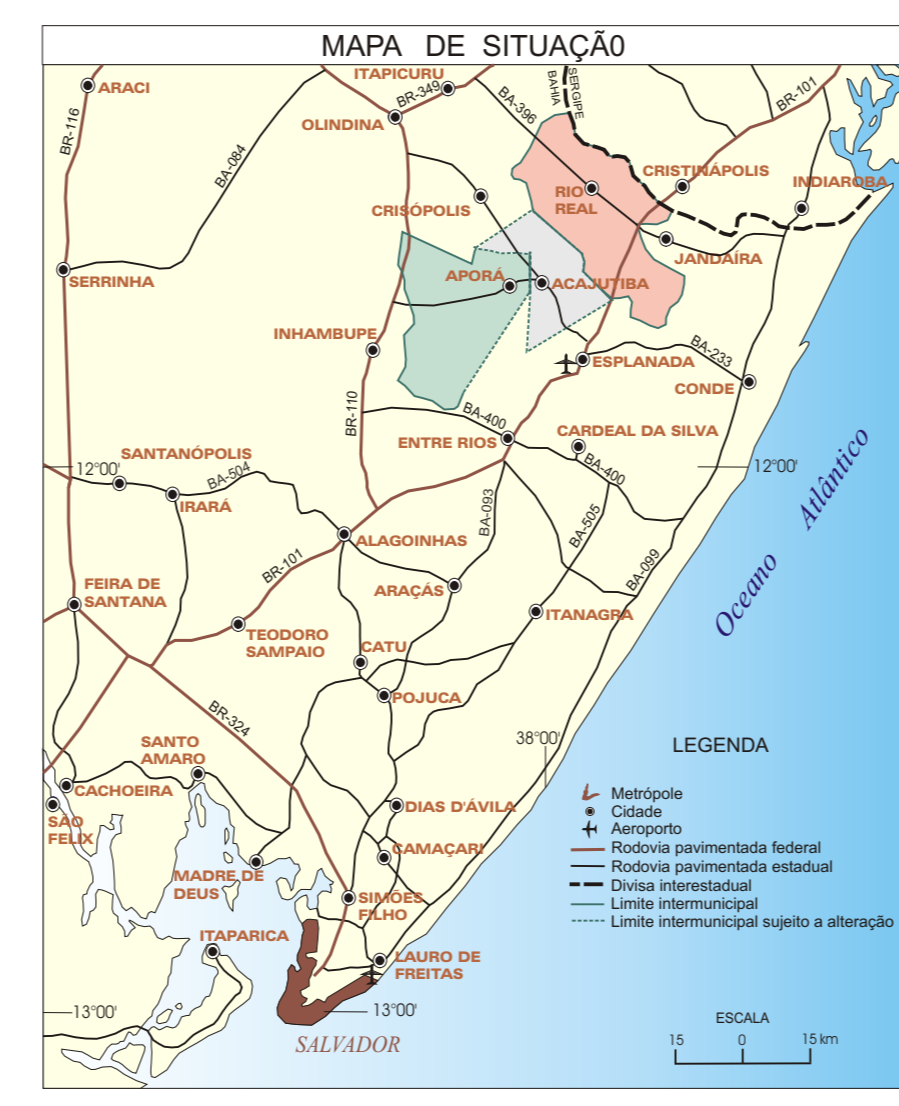 MAPA DE SITUAÇÃO
ITAPICURU
ARACI
BR-349
SERGIPE
BAHIA
BR-101
BR-116
OLINDINA
BA-396
BA-084
CRISTINÁPOLIS
INDIAROBA
RIO
REAL
CRISÓPOLIS
JANDAÍRA
SERRINHA
APORÁ
ACAJUTIBA
INHAMBUPE
ESPLANADA
BA-233
CONDE
BR-110
BA-400
ENTRE RIOS
CARDEAL DA SILVA
SANTANÓPOLIS
12°00'
BA-504
BA-400
12°00'
IRARÁ
BA-093
BA-505
Oceano Atlântico
ALAGOINHAS
BR-101
BA-099
FEIRA DE
SANTANA
ARAÇÁS
ITANAGRA
TEODORO
SAMPAIO
CATU
POJUCA
BR-324
38°00'
SANTO
AMARO
CACHOEIRA
SÃO
FELIX
DIAS D'ÁVILA
CAMAÇARI
MADRE DE
DEUS
SIMÕES
FILHO
ITAPARICA
LAURO DE
FREITAS
13°00'
13°00'
SALVADOR
LEGENDA
Metrópole
Cidade
Aeroporto
Rodovia pavimentada federal
Rodovia pavimentada estadual
Divisa interestadual
Limite intermunicipal
Limite intermunicipal sujeito a alteração
ESCALA
15 0 15 km